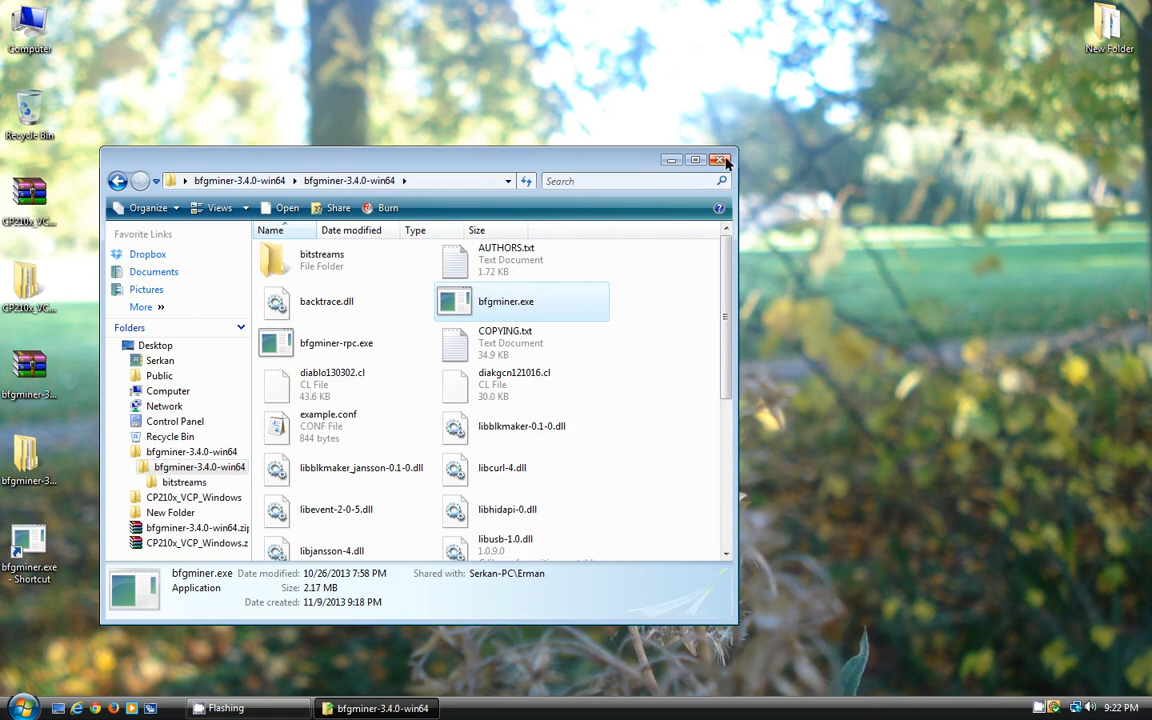 Computer
Recycle Bin
CP210x_VC...
CP210x_VC...
bfgminer-3...
bfgminer-3...
bfgminer.exe
- Shortcut
New Folder
bfgminer-3.4.0-win64 bfgminer-3.4.0-win64 Search
Organize Views Open Share Burn
Favorite Links
Dropbox
Documents
Pictures
More »
Folders
Desktop
Serkan
Public
Computer
Network
Control Panel
Recycle Bin
bfgminer-3.4.0-win64
bfgminer-3.4.0-win64
bitstreams
CP210x_VCP_Windows
New Folder
bfgminer-3.4.0-win64.zip
CP210x_VCP_Windows.z
Name Date modified Type Size
bitstreams
File Folder
AUTHORS.txt
Text Document
1.72 KB
backtrace.dll
bfgminer.exe
bfgminer-rpc.exe
COPYING.txt
Text Document
34.9 KB
diablo130302.cl
CL File
43.6 KB
diakgcn121016.cl
CL File
30.0 KB
example.conf
CONF File
844 bytes
libblkmaker-0.1-0.dll
libblkmaker_jansson-0.1-0.dll
libcurl-4.dll
libevent-2-0-5.dll
libhidapi-0.dll
libjansson-4.dll
libusb-1.0.dll
1.0.9.0
bfgminer.exe Date modified: 10/26/2013 7:58 PM Shared with: Serkan-PC\Erman
Application Size: 2.17 MB
Date created: 11/9/2013 9:18 PM
Flashing
bfgminer-3.4.0-win64
9:22 PM